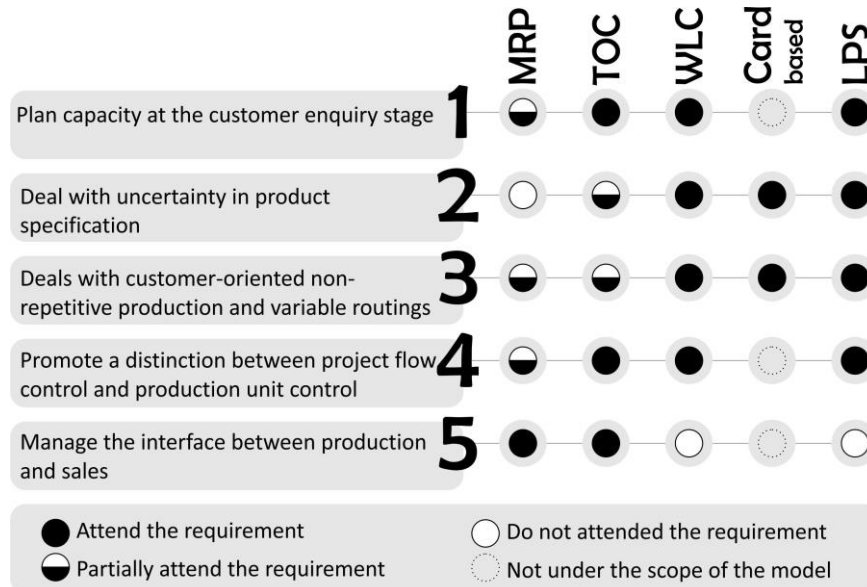 MRP
TOC
WLC
Card
based
LPS
Plan capacity at the customer enquiry stage
1
Deal with uncertainty in product
specification
2
Deals with customer-oriented non-
repetitive production and variable routings
3
Promote a distinction between project flow
control and production unit control
4
Manage the interface between production
and sales
5
Attend the requirement
Do not attended the requirement
Partially attend the requirement
Not under the scope of the model